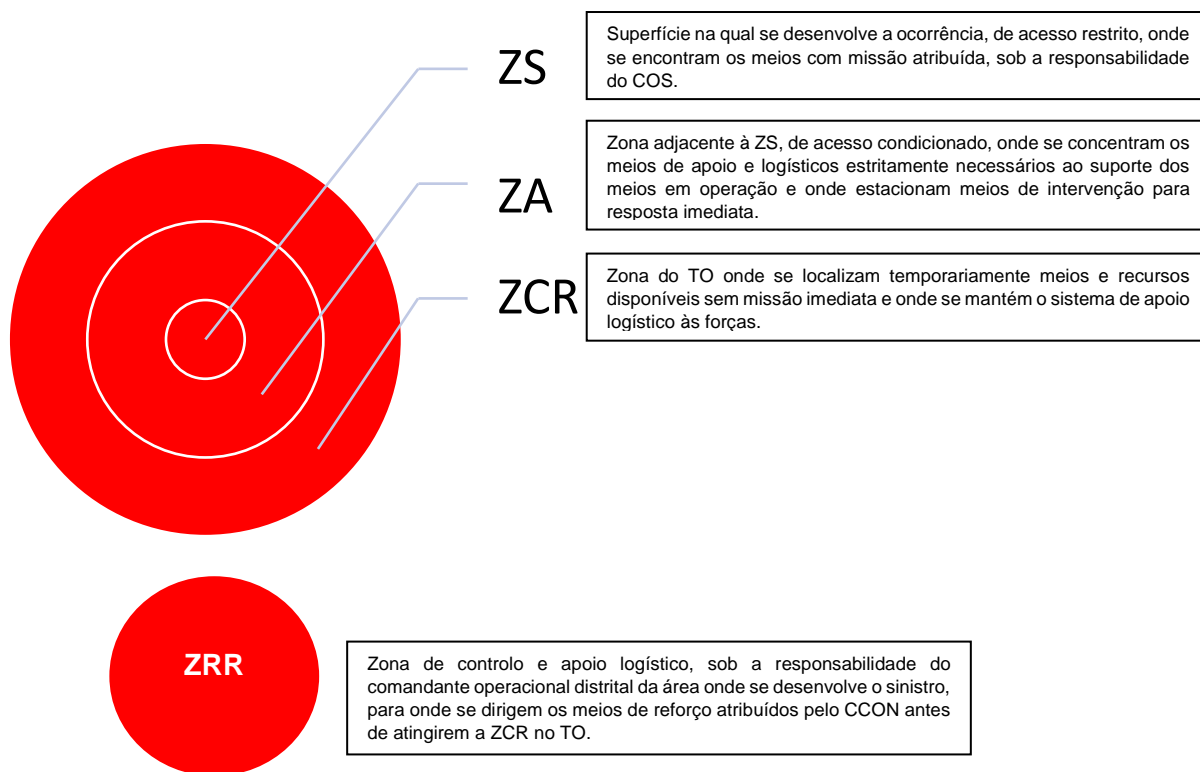 ZS
Superfície na qual se desenvolve a ocorrência, de acesso restrito, onde
se encontram os meios com missão atribuída, sob a responsabilidade
do COS.
ZA
Zona adjacente à ZS, de acesso condicionado, onde se concentram os
meios de apoio e logísticos estritamente necessários ao suporte dos
meios em operação e onde estacionam meios de intervenção para
resposta imediata.
ZCR
Zona do TO onde se localizam temporariamente meios e recursos
disponíveis sem missão imediata e onde se mantém o sistema de apoio
logístico às forças.
ZRR
Zona de controlo e apoio logístico, sob a responsabilidade do
comandante operacional distrital da área onde se desenvolve o sinistro,
para onde se dirigem os meios de reforço atribuídos pelo CCON antes
de atingirem a ZCR no TO.